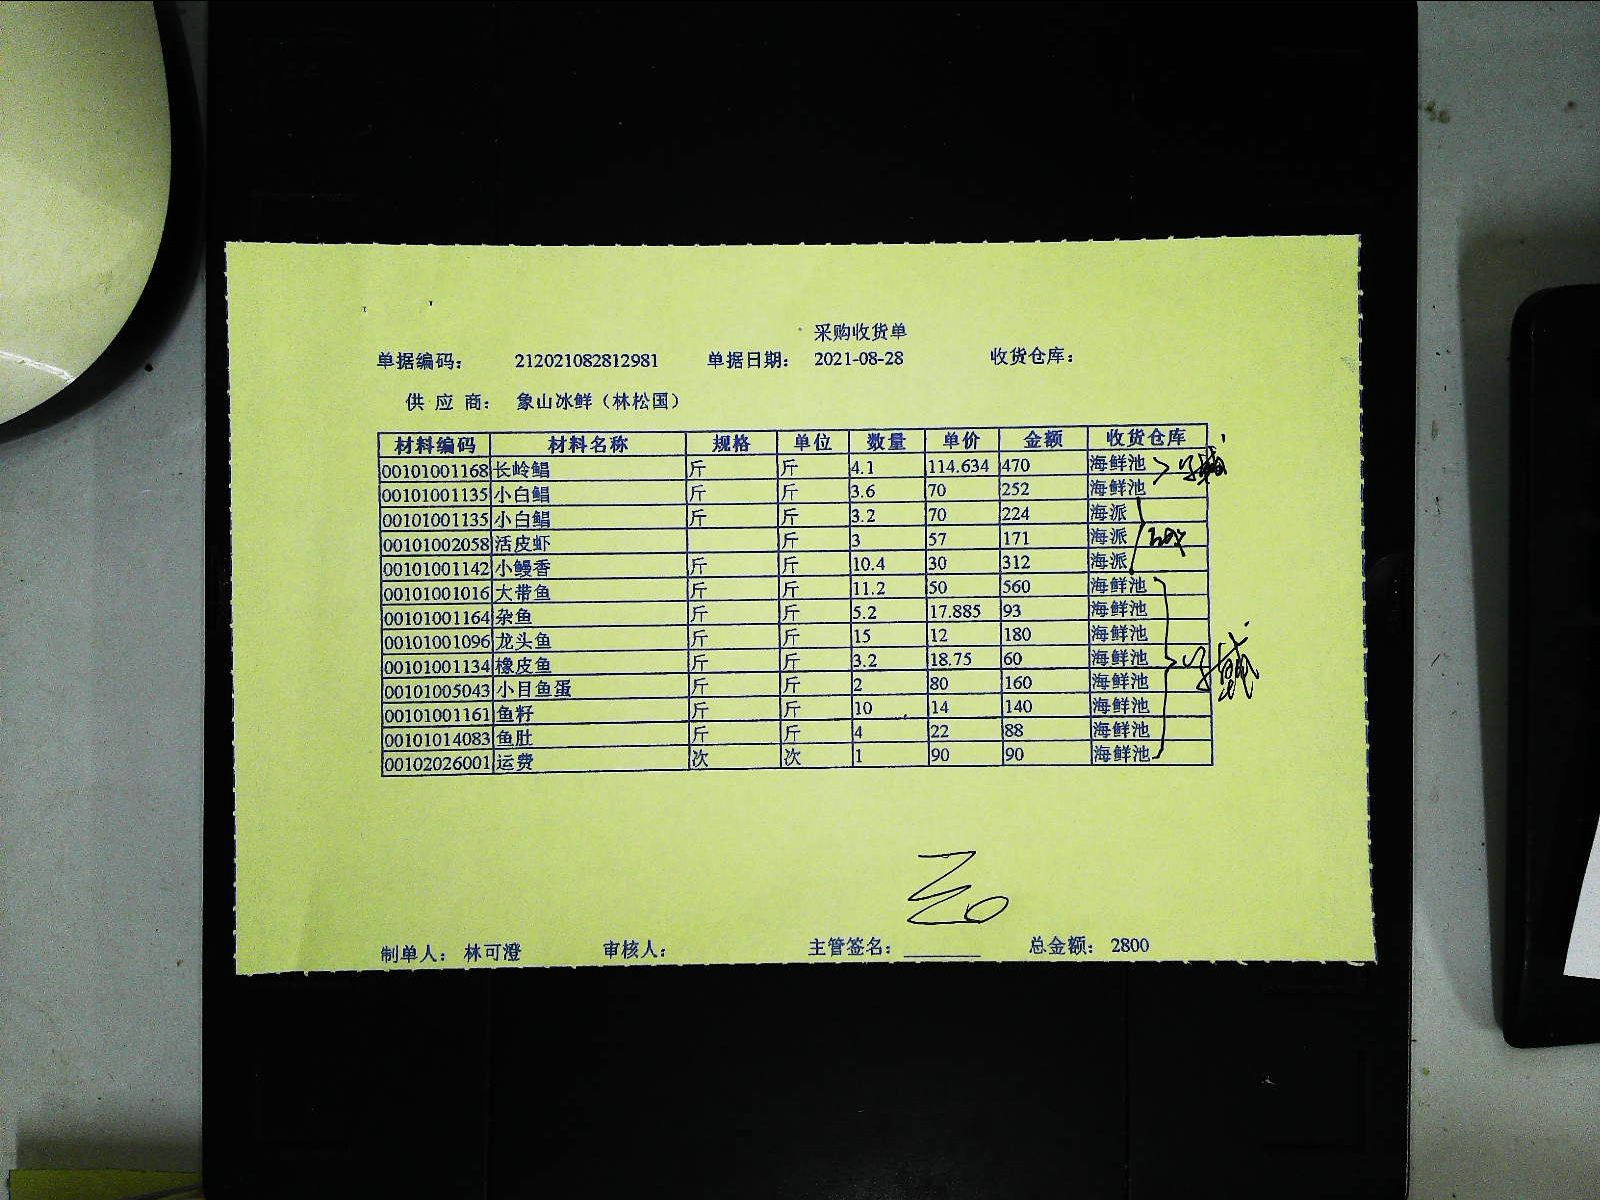 采购收货单
单据编码： 212021082812981 单据日期： 2021-08-28 收货仓库：
供 应 商： 象山冰鲜（林松国）
材料编码 材料名称 规格 单位 数量 单价 金额 收货仓库
00101001168 长岭鲳 斤 斤 4.1 114.634 470 海鲜池
00101001135 小白鲳 斤 斤 3.6 70 252 海鲜池
00101001135 小白鲳 斤 斤 3.2 70 224 海派
00101002058 活皮虾 斤 3 57 171 海派
00101001142 小鳗香 斤 斤 10.4 30 312 海派
00101001016 大带鱼 斤 斤 11.2 50 560 海鲜池
00101001164 杂鱼 斤 斤 5.2 17.885 93 海鲜池
00101001096 龙头鱼 斤 斤 15 12 180 海鲜池
00101001134 橡皮鱼 斤 斤 3.2 18.75 60 海鲜池
00101005043 小目鱼蛋 斤 斤 2 80 160 海鲜池
00101001161 鱼籽 斤 斤 10 14 140 海鲜池
00101014083 鱼肚 斤 斤 4 22 88 海鲜池
00102026001 运费 次 次 1 90 90 海鲜池
制单人： 林可澄 审核人： 主管签名： 总金额： 2800